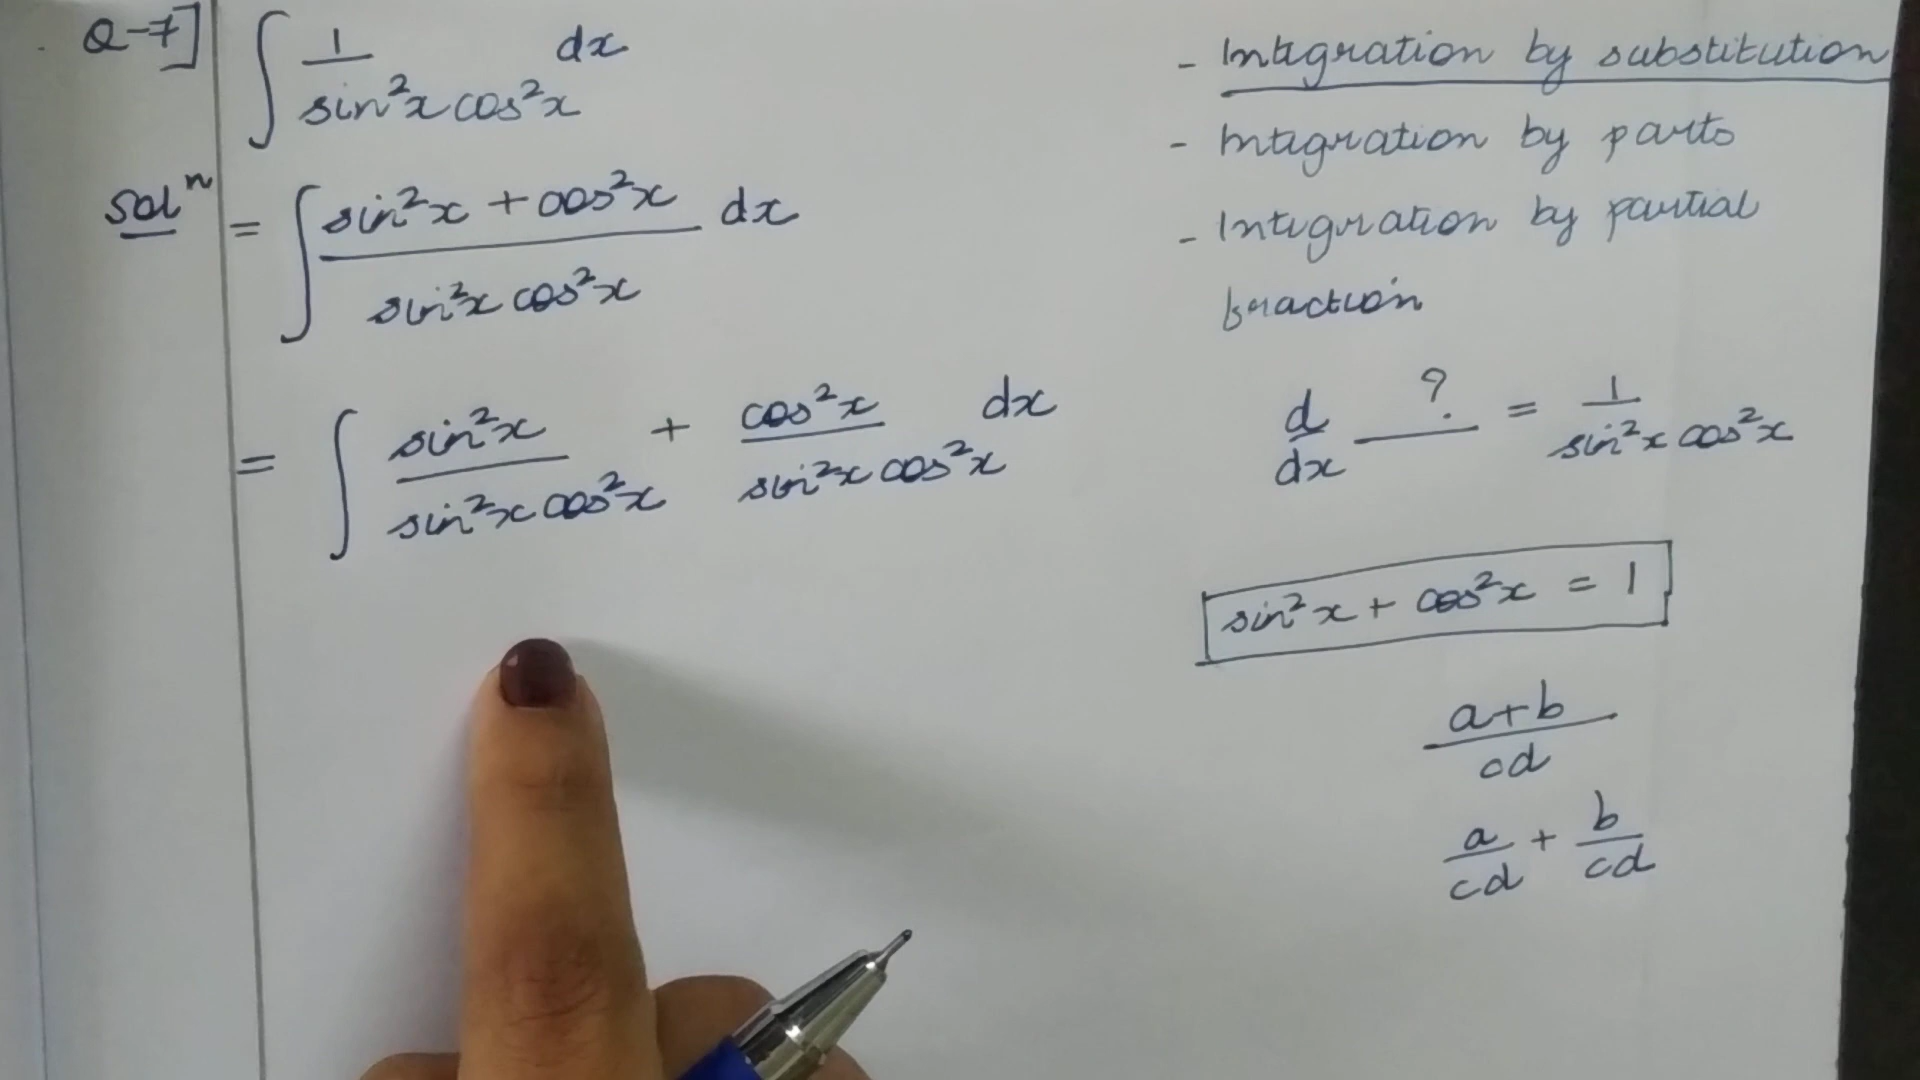 Q-7] ∫ 1/(sin²x cos²x) dx
Solⁿ = ∫ (sin²x + cos²x)/(sin²x cos²x) dx
= ∫ sin²x/(sin²x cos²x) + cos²x/(sin²x cos²x) dx
- Integration by substitution
- Integration by parts
- Integration by partial
fraction
d/dx ? = 1/(sin²x cos²x)
sin²x + cos²x = 1
(a+b)/cd
a/cd + b/cd